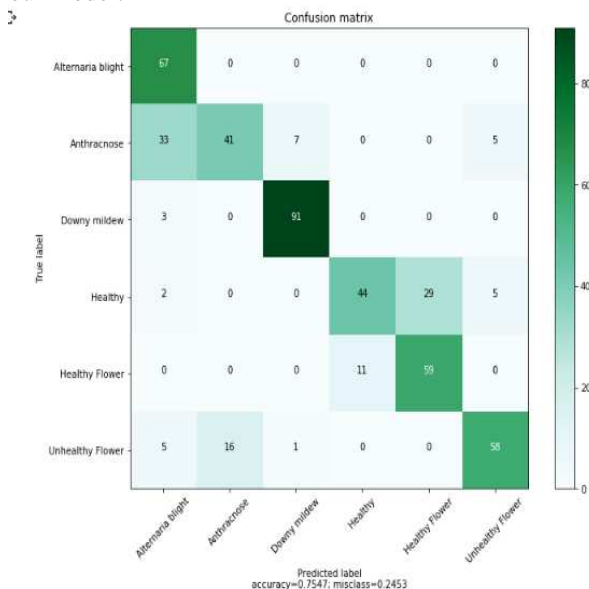 Confusion matrix
Alternaria blight 67 0 0 0 0 0
Anthracnose 33 41 7 0 0 5
Downy mildew 3 0 91 0 0 0
Healthy 2 0 0 44 29 5
Healthy Flower 0 0 0 11 59 0
Unhealthy Flower 5 16 1 0 0 58
True label
Alternaria blight Anthracnose Downy mildew Healthy Healthy Flower Unhealthy Flower
Predicted label
accuracy=0.7547; misclass=0.2453
80
60
40
20
0